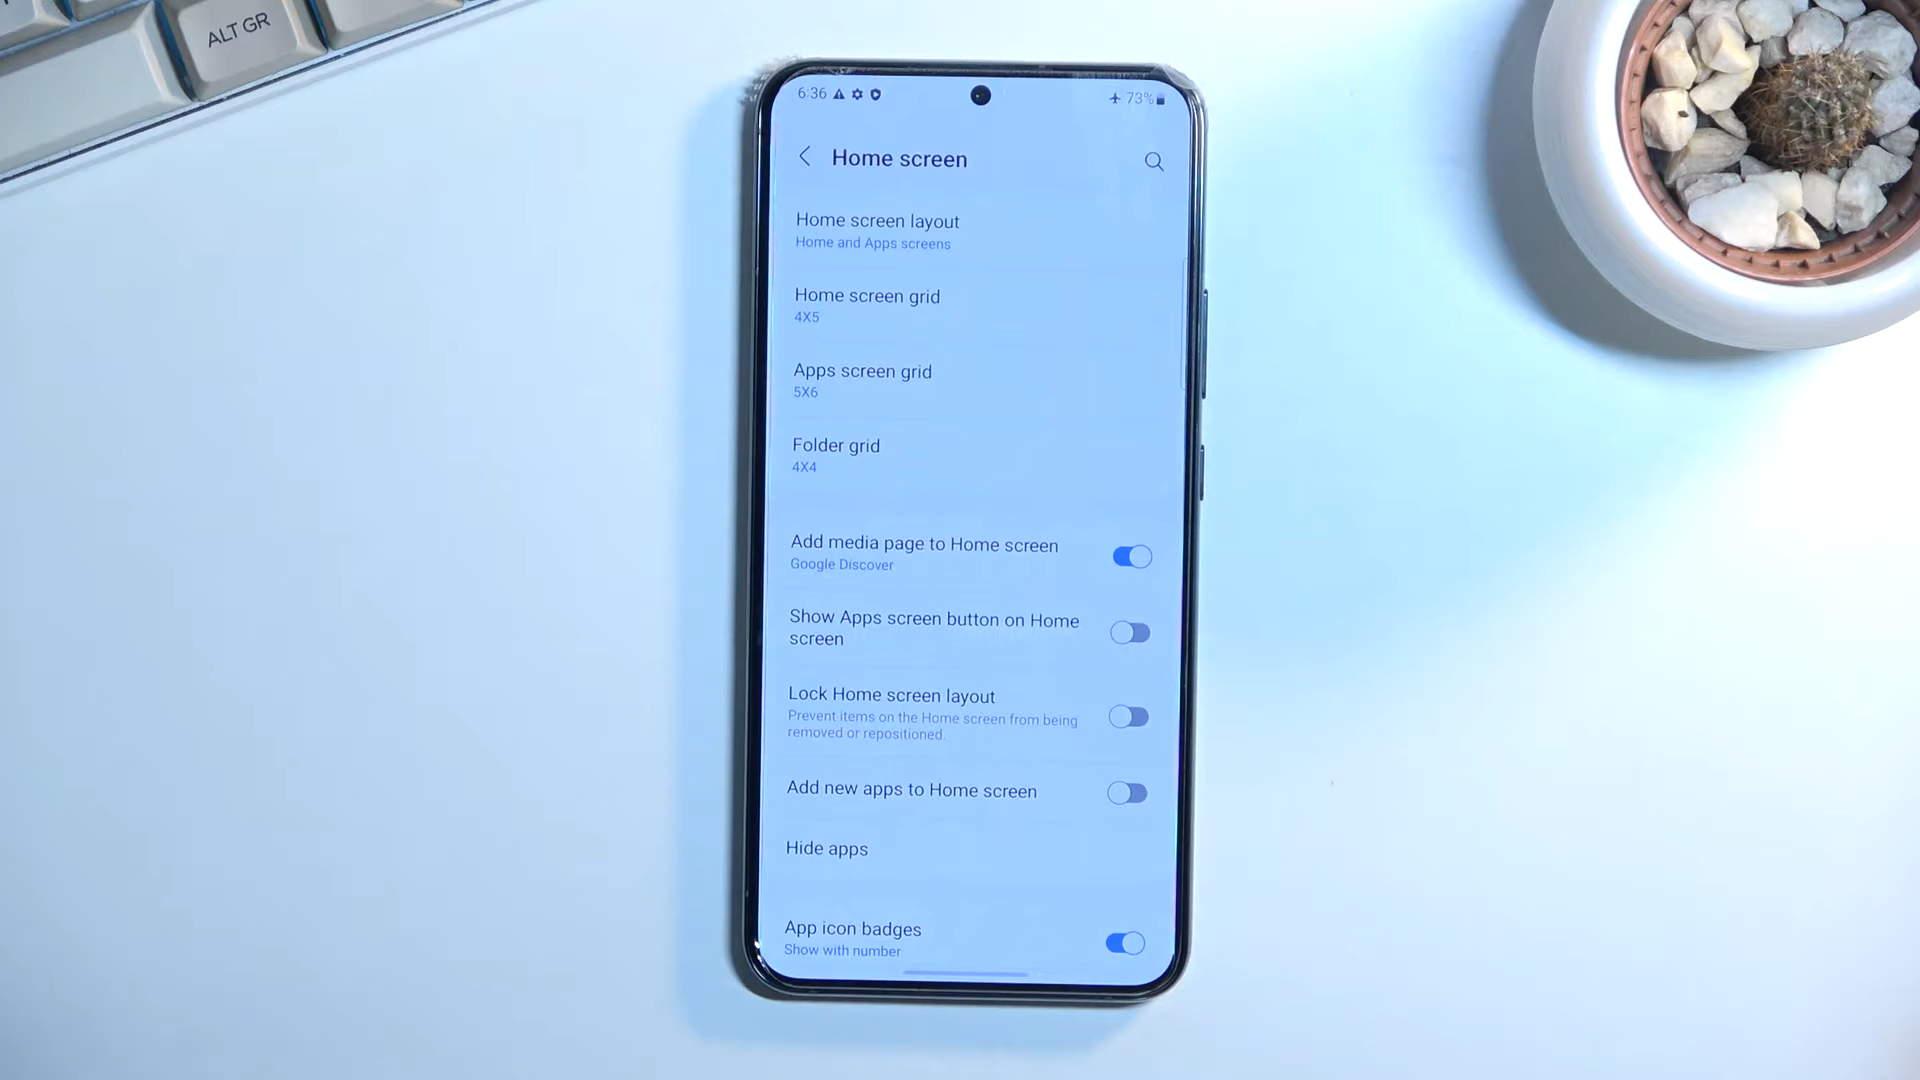 ALT GR
6:36
73%
Home screen
Home screen layout
Home and Apps screens
Home screen grid
4X5
Apps screen grid
5X6
Folder grid
4X4
Add media page to Home screen
Google Discover
Show Apps screen button on Home
screen
Lock Home screen layout
Prevent items on the Home screen from being
removed or repositioned.
Add new apps to Home screen
Hide apps
App icon badges
Show with number